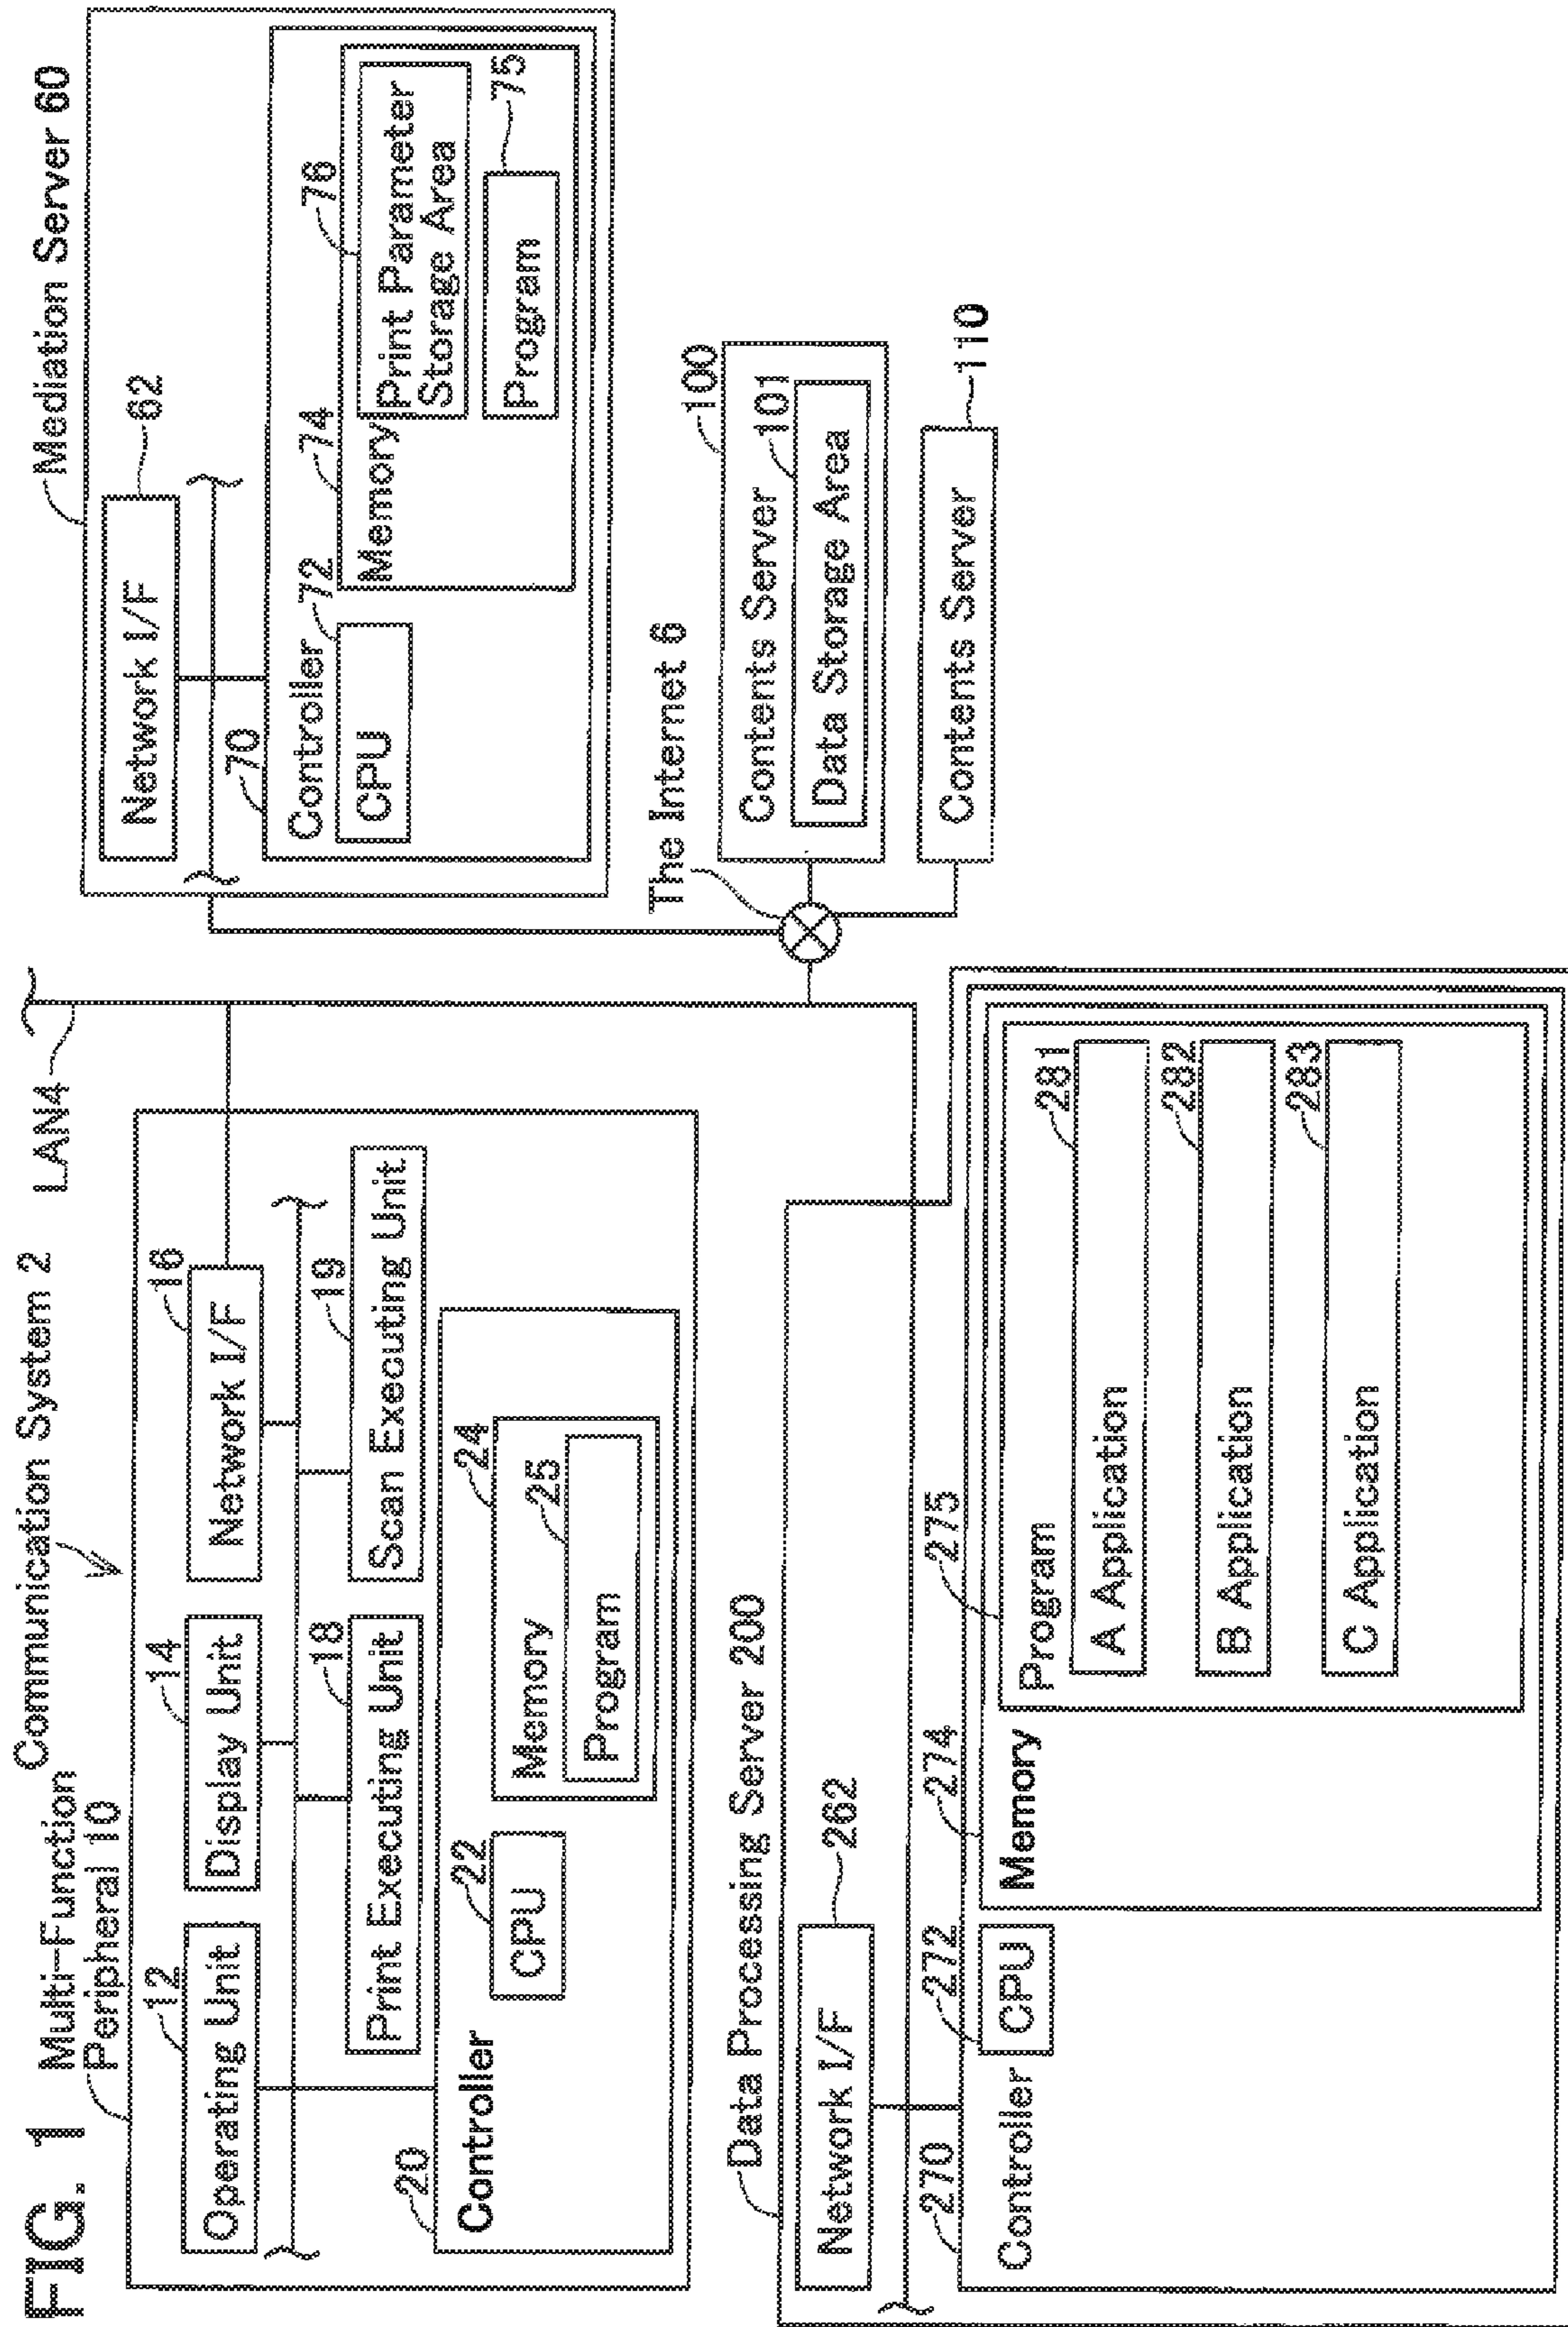 FIG. 1
Communication System 2
Multi-Function
Peripheral 10
LAN4
12
Operating Unit
14
Display Unit
16
Network I/F
18
Print Executing Unit
19
Scan Executing Unit
20
Controller
22
CPU
24
Memory
25
Program
Mediation Server 60
62
Network I/F
70
Controller
72
CPU
74
Memory
76
Print Parameter
Storage Area
75
Program
The Internet 6
100
Contents Server
101
Data Storage Area
Contents Server
110
Data Processing Server 200
262
Network I/F
270
Controller
272
CPU
274
Memory
275
Program
281
A Application
282
B Application
283
C Application